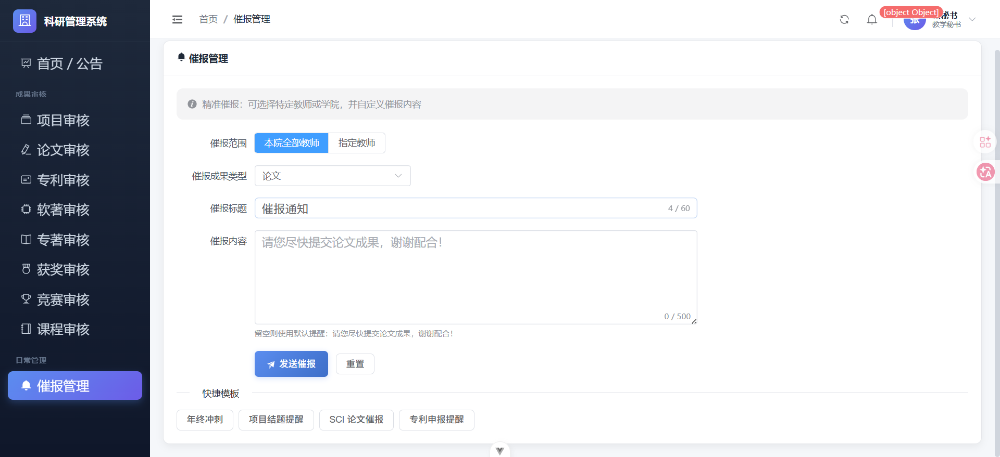 科研管理系统
首页 / 公告
成果审核
项目审核
论文审核
专利审核
软著审核
专著审核
获奖审核
竞赛审核
课程审核
日常管理
催报管理
首页 / 催报管理
[object Object]
秘书
教学秘书
催报管理
精准催报：可选择特定教师或学院，并自定义催报内容
催报范围 本院全部教师 指定教师
催报成果类型 论文
催报标题 催报通知 4 / 60
催报内容 请您尽快提交论文成果，谢谢配合！
0 / 500
留空则使用默认提醒：请您尽快提交论文成果，谢谢配合！
发送催报 重置
快捷模板
年终冲刺 项目结题提醒 SCI 论文催报 专利申报提醒